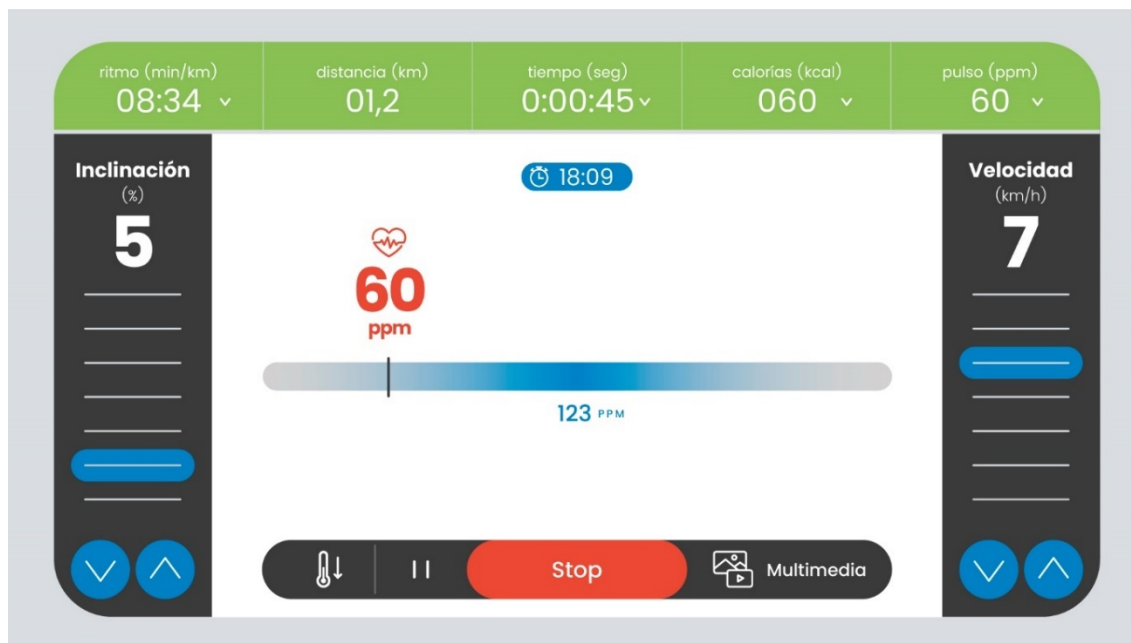 ritmo (min/km)
08:34
distancia (km)
01,2
tiempo (seg)
0:00:45
calorías (kcal)
060
pulso (ppm)
60
Inclinación
(%)
5
18:09
60
ppm
123 PPM
Velocidad
(km/h)
7
Stop
Multimedia